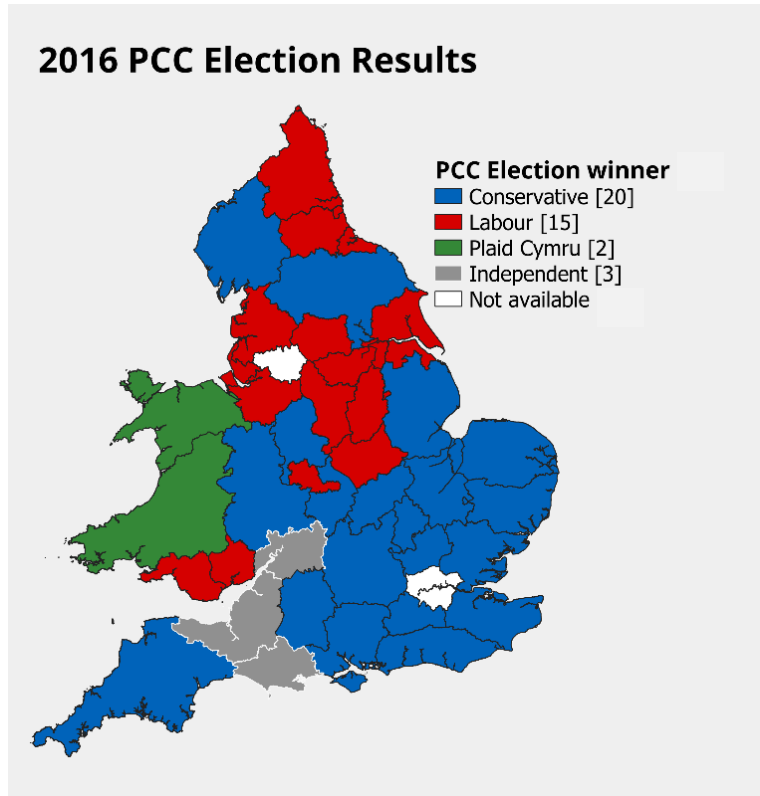 2016 PCC Election Results
PCC Election winner
Conservative [20]
Labour [15]
Plaid Cymru [2]
Independent [3]
Not available